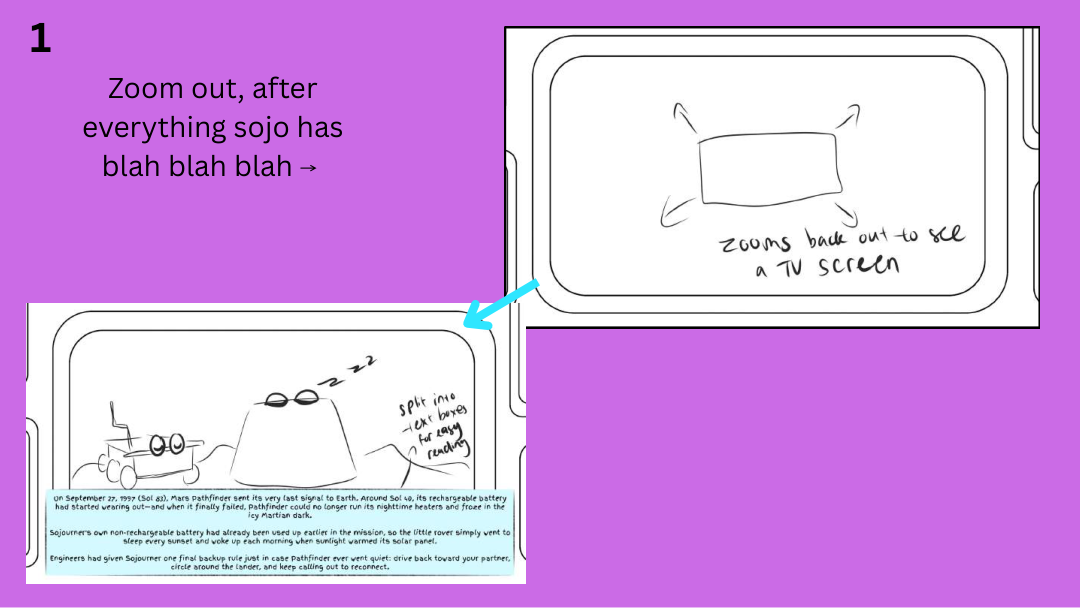 1
Zoom out, after
everything sojo has
blah blah blah →
zooms back out to see
a TV screen
z z z z
split into
text boxes
for easy
reading
On September 27, 1997 (Sol 83), Mars Pathfinder sent its very last signal to Earth. Around Sol 40, its rechargeable battery
had started wearing out—and when it finally failed, Pathfinder could no longer run its nighttime heaters and froze in the
icy Martian dark.
Sojourner's own non-rechargeable battery had already been used up earlier in the mission, so the little rover simply went to
sleep every sunset and woke up each morning when sunlight warmed its solar panel.
Engineers had given Sojourner one final backup rule just in case Pathfinder ever went quiet: drive back toward your partner,
circle around the lander, and keep calling out to reconnect.